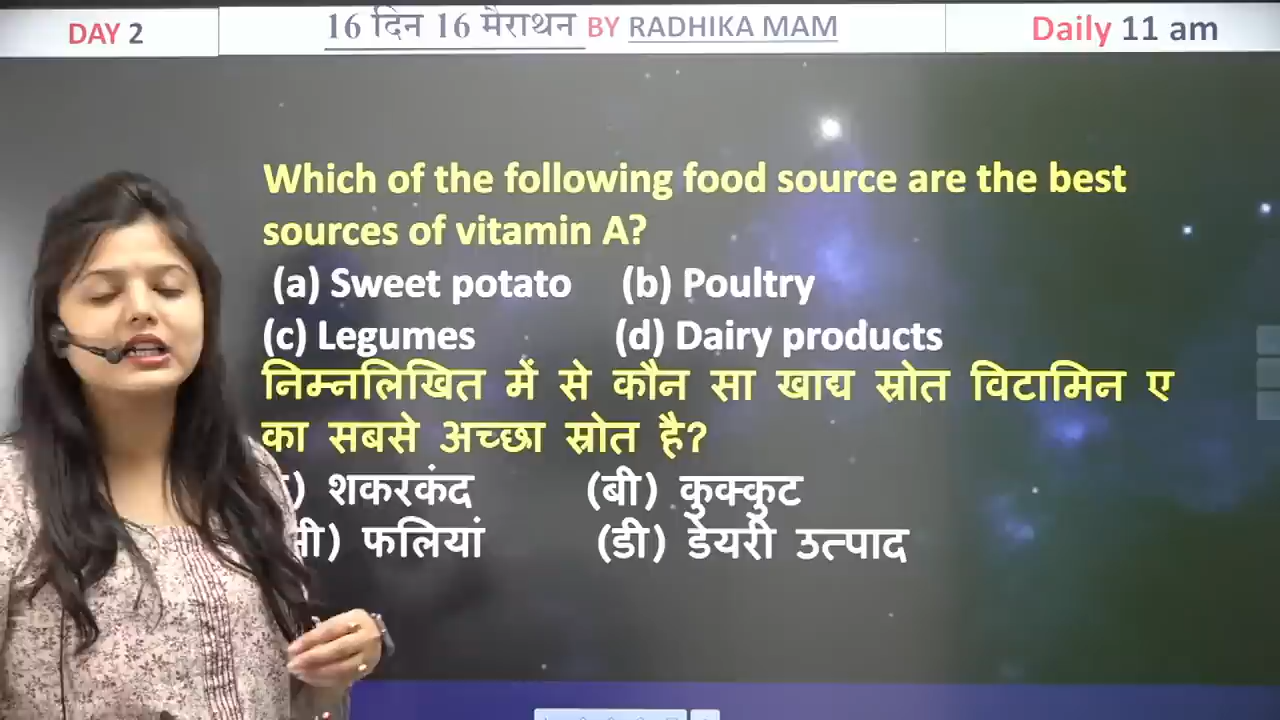 DAY 2
16 दिन 16 मैराथन BY RADHIKA MAM
Daily 11 am
Which of the following food source are the best
sources of vitamin A?
(a) Sweet potato (b) Poultry
(c) Legumes (d) Dairy products
निम्नलिखित में से कौन सा खाद्य स्रोत विटामिन ए
का सबसे अच्छा स्रोत है?
) शकरकंद (बी) कुक्कुट
) फलियां (डी) डेयरी उत्पाद